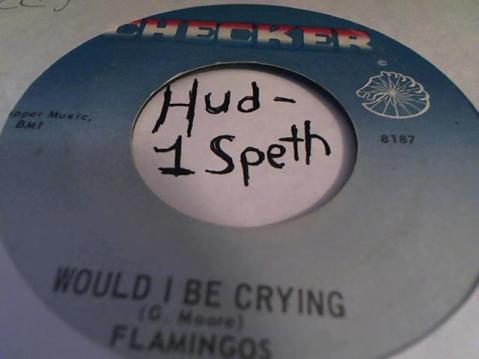 CHECKER
Hud-
1 Speth
pper Music,
BMI
8187
WOULD I BE CRYING
(G. Moore)
FLAMINGOS